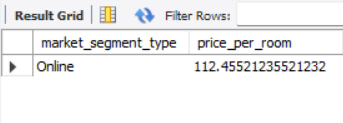 Result Grid Filter Rows:
market_segment_type price_per_room
Online 112.45521235521232